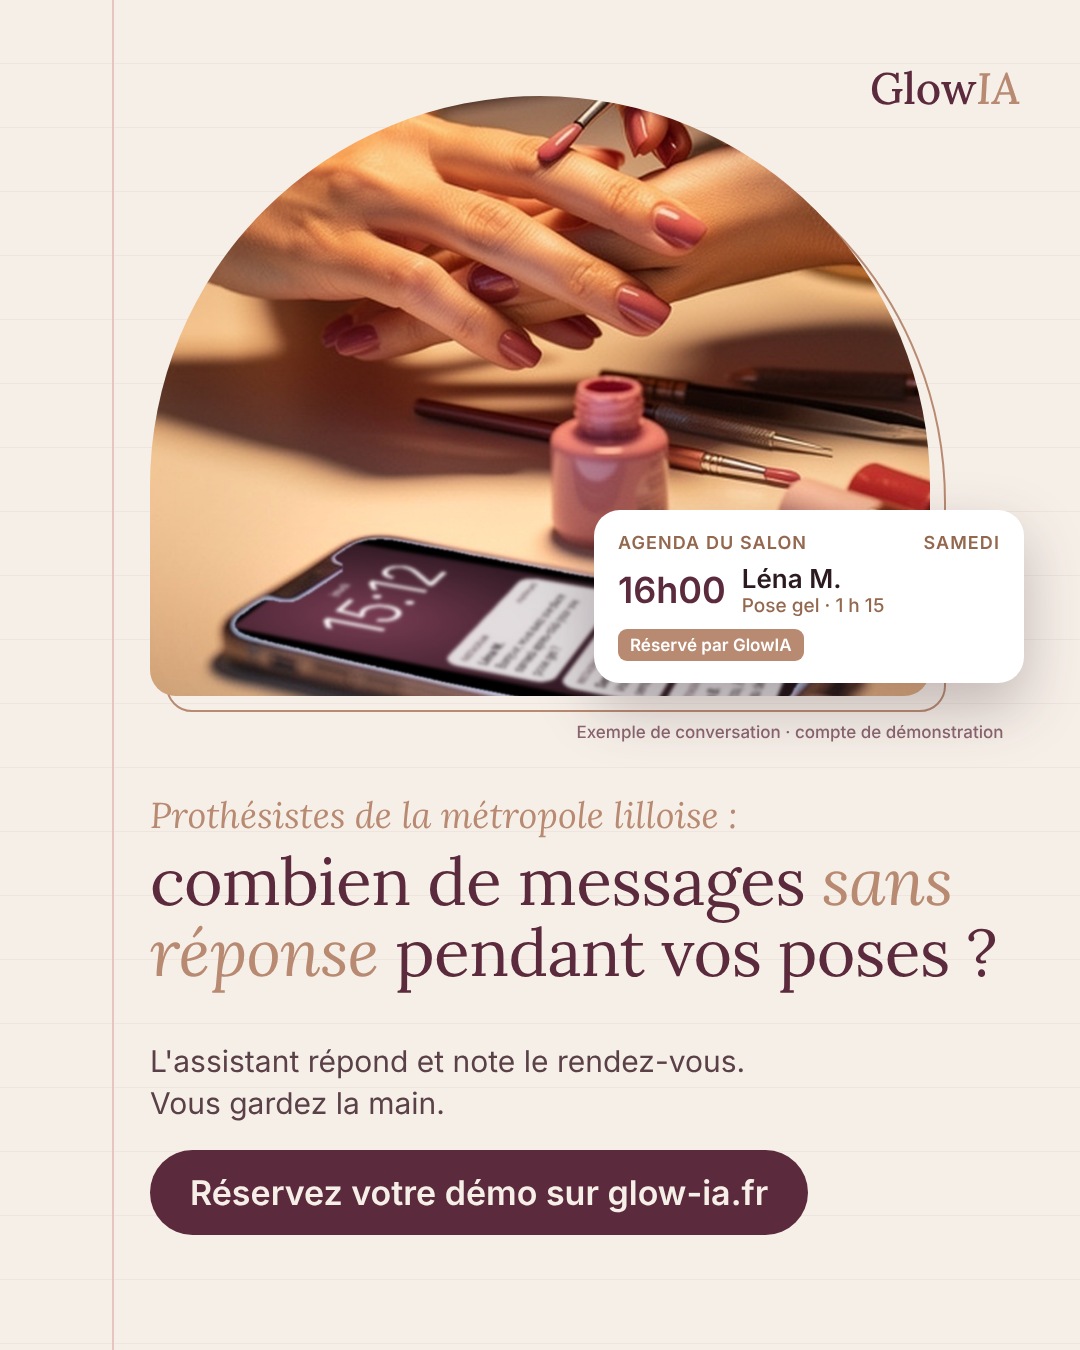 GlowIA
15:12
AGENDA DU SALON SAMEDI
16h00 Léna M.
Pose gel · 1 h 15
Réservé par GlowIA
Exemple de conversation · compte de démonstration
Prothésistes de la métropole lilloise :
combien de messages sans
réponse pendant vos poses ?
L'assistant répond et note le rendez-vous.
Vous gardez la main.
Réservez votre démo sur glow-ia.fr